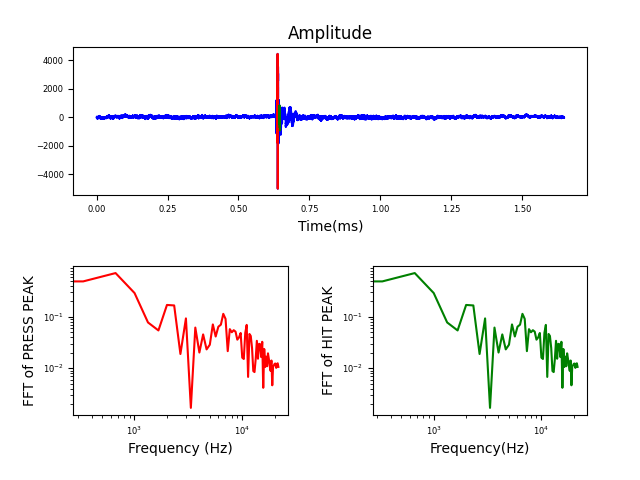 Amplitude
4000
2000
0
−2000
−4000
0.00 0.25 0.50 0.75 1.00 1.25 1.50
Time(ms)
FFT of PRESS PEAK
10⁻¹
10⁻²
10³ 10⁴
Frequency (Hz)
FFT of HIT PEAK
10⁻¹
10⁻²
10³ 10⁴
Frequency(Hz)